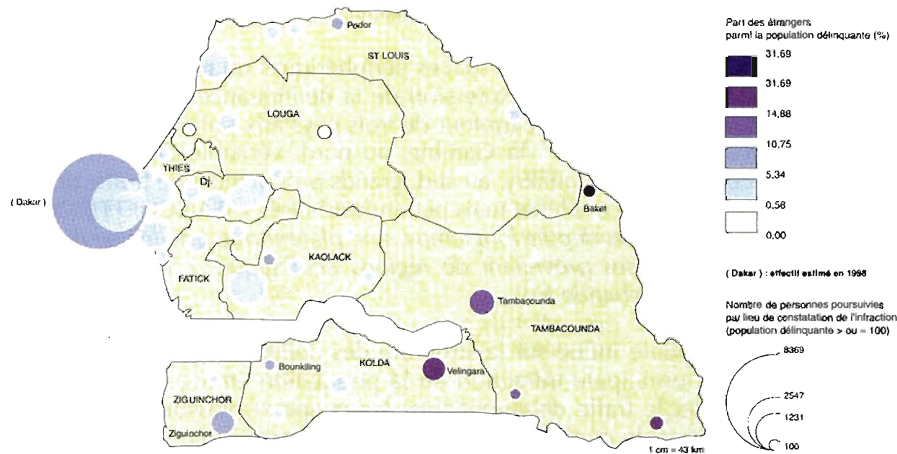 Podor
ST LOUIS
LOUGA
THIES
Dj.
( Dakar )
Bakel
KAOLACK
FATICK
Tambacounda
TAMBACOUNDA
Bounkiling
KOLDA
Velingara
ZIGUINCHOR
Ziguinchor
1 cm = 43 km
Part des étrangers
parmi la population délinquante (%)
31.69
31.69
14,88
10,75
5,34
0,56
0,00
( Dakar ) : effectif estimé en 1998
Nombre de personnes poursuivies
par lieu de constatation de l'infraction
(population délinquante > ou = 100)
8369
2547
1231
100